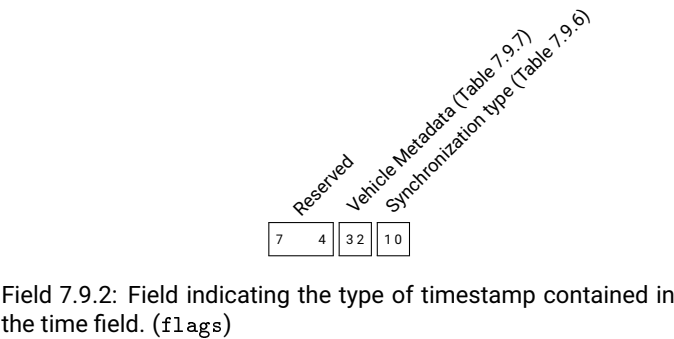 Reserved
Vehicle Metadata (Table 7.9.7)
Synchronization type (Table 7.9.6)
7 4 3 2 1 0
Field 7.9.2: Field indicating the type of timestamp contained in
the time field. (flags)